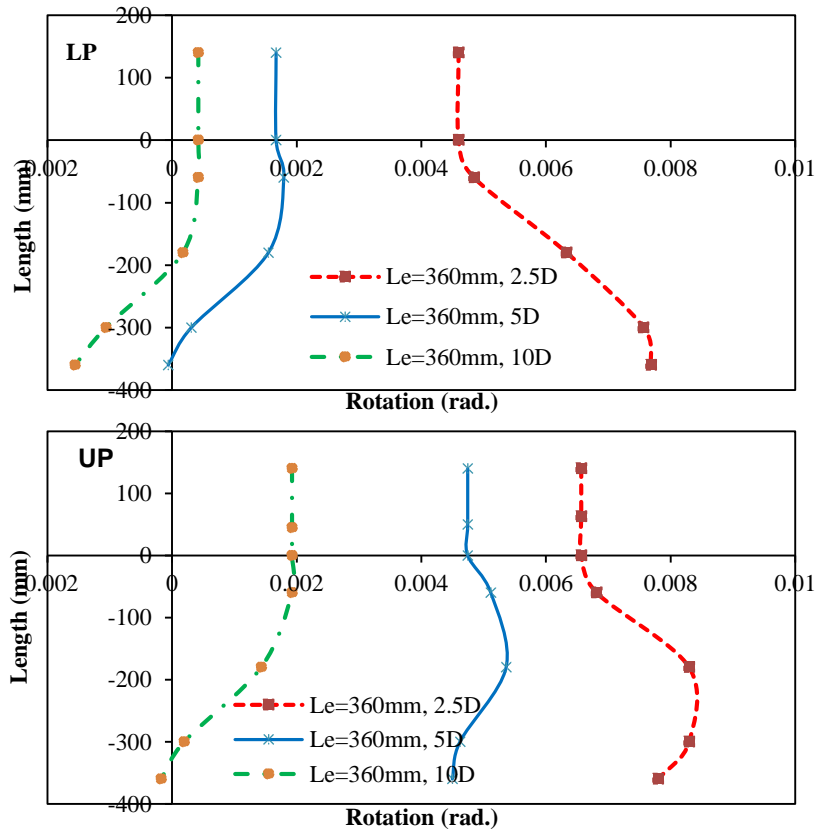 200
LP
100
0
0.002 0 0.002 0.004 0.006 0.008 0.01
-100
-200
-300
-400
Length (mm)
Le=360mm, 2.5D
Le=360mm, 5D
Le=360mm, 10D
Rotation (rad.)
200
UP
100
0
0.002 0 0.002 0.004 0.006 0.008 0.01
-100
-200
-300
-400
Length (mm)
Le=360mm, 2.5D
Le=360mm, 5D
Le=360mm, 10D
Rotation (rad.)